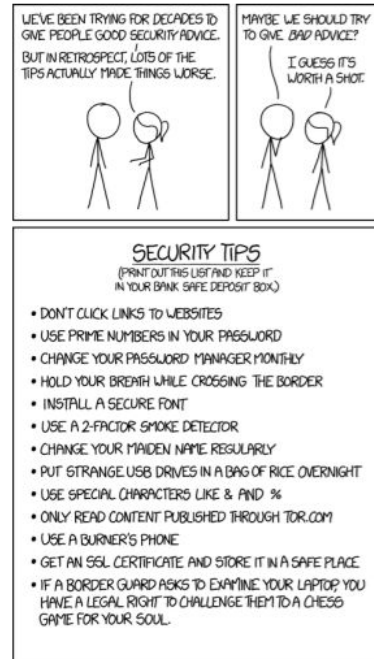 WE'VE BEEN TRYING FOR DECADES TO
GIVE PEOPLE GOOD SECURITY ADVICE.
BUT IN RETROSPECT, LOTS OF THE
TIPS ACTUALLY MADE THINGS WORSE.
MAYBE WE SHOULD TRY
TO GIVE BAD ADVICE?
I GUESS IT'S
WORTH A SHOT.
SECURITY TIPS
(PRINT OUT THIS LIST AND KEEP IT
IN YOUR BANK SAFE DEPOSIT BOX.)
• DON'T CLICK LINKS TO WEBSITES
• USE PRIME NUMBERS IN YOUR PASSWORD
• CHANGE YOUR PASSWORD MANAGER MONTHLY
• HOLD YOUR BREATH WHILE CROSSING THE BORDER
• INSTALL A SECURE FONT
• USE A 2-FACTOR SMOKE DETECTOR
• CHANGE YOUR MAIDEN NAME REGULARLY
• PUT STRANGE USB DRIVES IN A BAG OF RICE OVERNIGHT
• USE SPECIAL CHARACTERS LIKE & AND %
• ONLY READ CONTENT PUBLISHED THROUGH TOR.COM
• USE A BURNER'S PHONE
• GET AN SSL CERTIFICATE AND STORE IT IN A SAFE PLACE
• IF A BORDER GUARD ASKS TO EXAMINE YOUR LAPTOP, YOU
HAVE A LEGAL RIGHT TO CHALLENGE THEM TO A CHESS
GAME FOR YOUR SOUL.